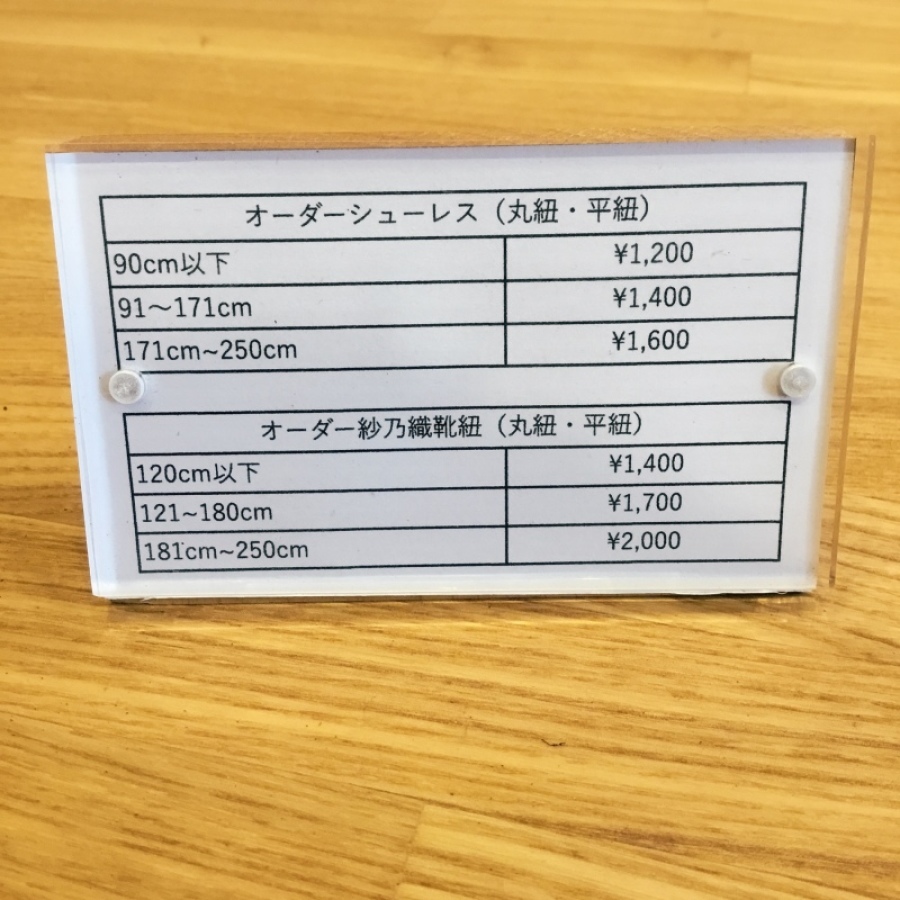 オーダーシューレス（丸紐・平紐）
90cm以下 ¥1,200
91～171cm ¥1,400
171cm~250cm ¥1,600
オーダー紗乃織靴紐（丸紐・平紐）
120cm以下 ¥1,400
121~180cm ¥1,700
181cm~250cm ¥2,000